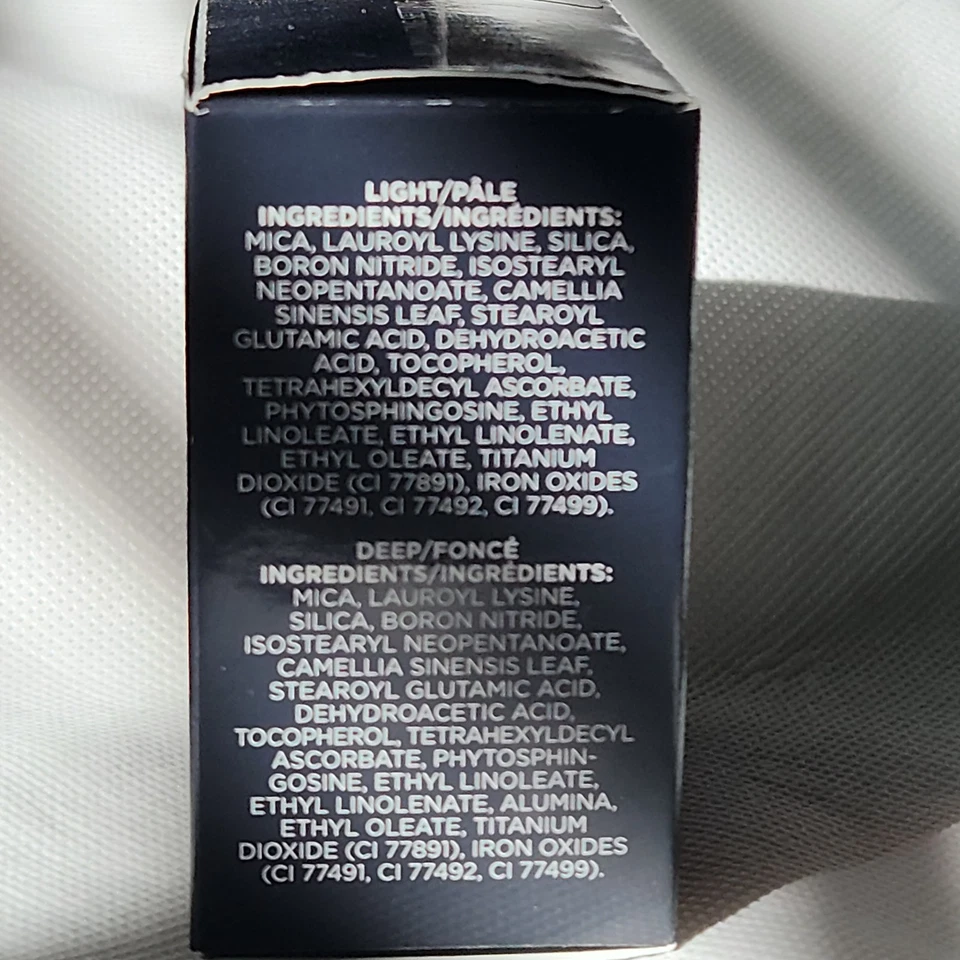 LIGHT/PÂLE
INGREDIENTS/INGRÉDIENTS:
MICA, LAUROYL LYSINE, SILICA,
BORON NITRIDE, ISOSTEARYL
NEOPENTANOATE, CAMELLIA
SINENSIS LEAF, STEAROYL
GLUTAMIC ACID, DEHYDROACETIC
ACID, TOCOPHEROL,
TETRAHEXYLDECYL ASCORBATE,
PHYTOSPHINGOSINE, ETHYL
LINOLEATE, ETHYL LINOLENATE,
ETHYL OLEATE, TITANIUM
DIOXIDE (CI 77891), IRON OXIDES
(CI 77491, CI 77492, CI 77499).
DEEP/FONCÉ
INGREDIENTS/INGRÉDIENTS:
MICA, LAUROYL LYSINE,
SILICA, BORON NITRIDE,
ISOSTEARYL NEOPENTANOATE,
CAMELLIA SINENSIS LEAF,
STEAROYL GLUTAMIC ACID,
DEHYDROACETIC ACID,
TOCOPHEROL, TETRAHEXYLDECYL
ASCORBATE, PHYTOSPHIN-
GOSINE, ETHYL LINOLEATE,
ETHYL LINOLENATE, ALUMINA,
ETHYL OLEATE, TITANIUM
DIOXIDE (CI 77891), IRON OXIDES
(CI 77491, CI 77492, CI 77499).